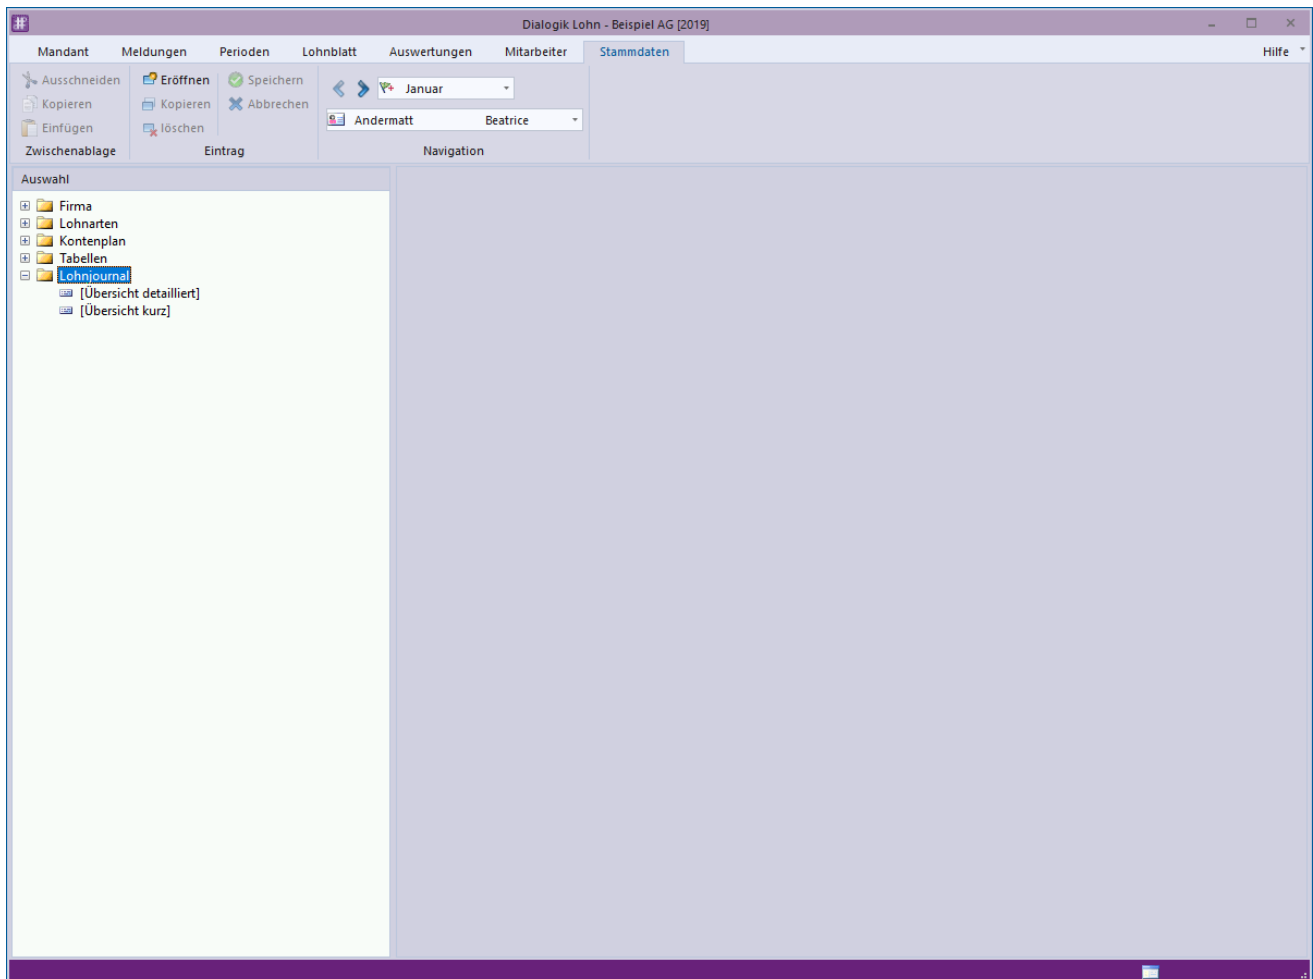 Dialogik Lohn - Beispiel AG [2019]
Mandant Meldungen Perioden Lohnblatt Auswertungen Mitarbeiter Stammdaten Hilfe
Ausschneiden Eröffnen Speichern Januar
Kopieren Kopieren Abbrechen
Einfügen löschen Andermatt Beatrice
Zwischenablage Eintrag Navigation
Auswahl
Firma
Lohnarten
Kontenplan
Tabellen
Lohnjournal
[Übersicht detailliert]
[Übersicht kurz]